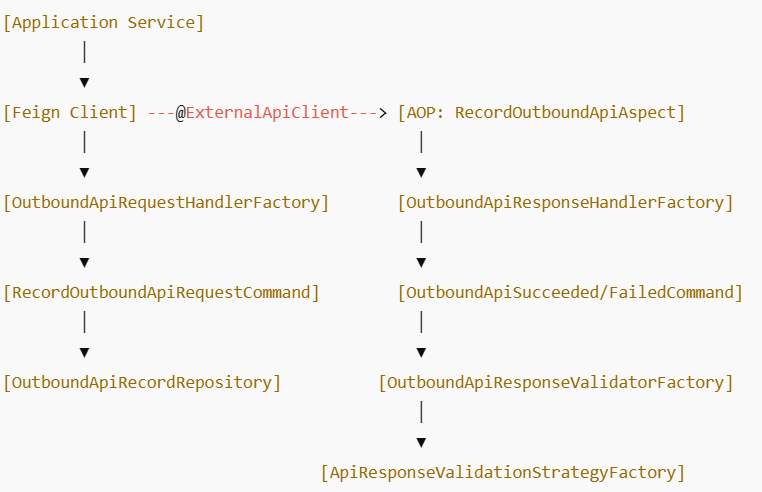 [Application Service]
[Feign Client] ---@ExternalApiClient---> [AOP: RecordOutboundApiAspect]
[OutboundApiRequestHandlerFactory] [OutboundApiResponseHandlerFactory]
[RecordOutboundApiRequestCommand] [OutboundApiSucceeded/FailedCommand]
[OutboundApiRecordRepository] [OutboundApiResponseValidatorFactory]
[ApiResponseValidationStrategyFactory]